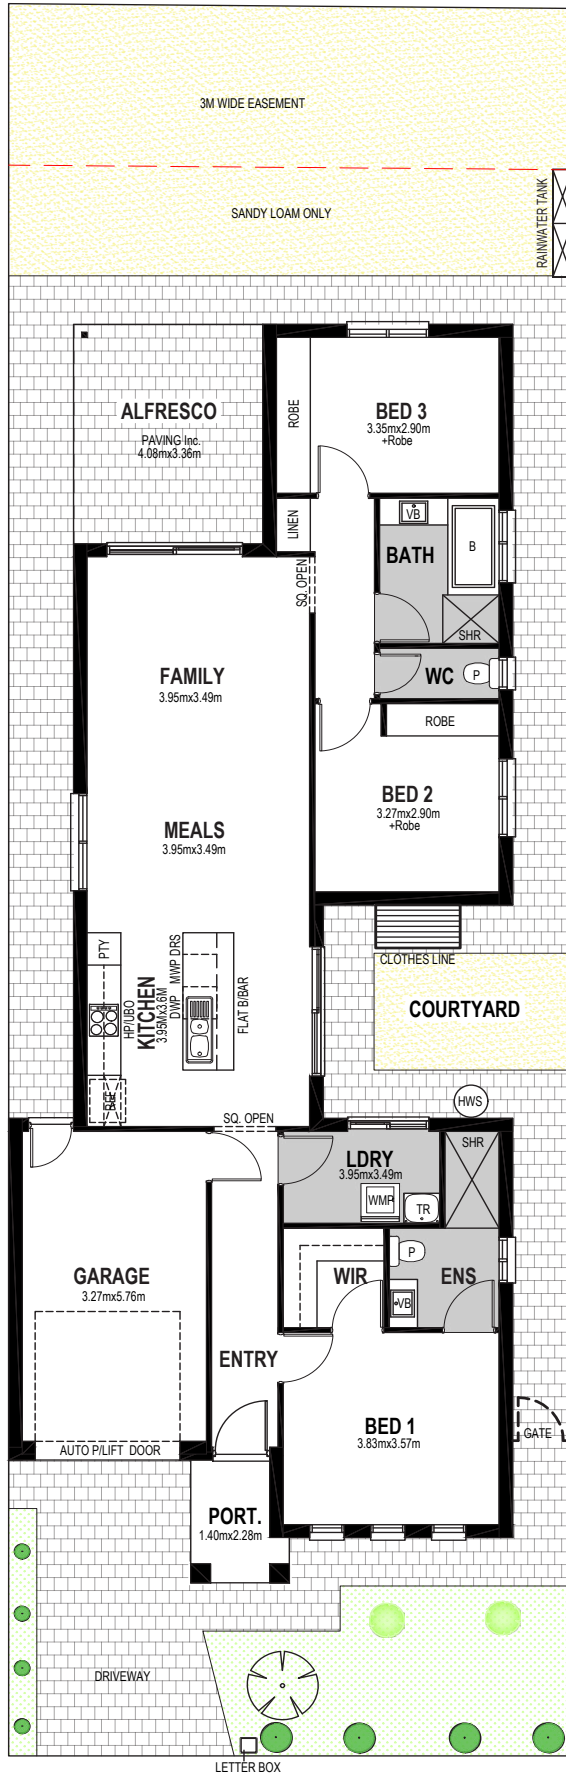 3M WIDE EASEMENT
SANDY LOAM ONLY
RAINWATER TANK
ALFRESCO
PAVING Inc.
4.08mx3.36m
ROBE
BED 3
3.35mx2.90m
+Robe
LINEN
VB
BATH
B
SHR
SQ. OPEN
WC
P
FAMILY
3.95mx3.49m
ROBE
BED 2
3.27mx2.90m
+Robe
MEALS
3.95mx3.49m
PTY
HP/UBO
KITCHEN
3.95Mx3.6M
DWP
MWP DRS
FLAT B/BAR
CLOTHES LINE
COURTYARD
HWS
SQ. OPEN
LDRY
3.95mx3.49m
WMP
TR
SHR
GARAGE
3.27mx5.76m
WIR
P
ENS
VB
ENTRY
BED 1
3.83mx3.57m
GATE
AUTO P/LIFT DOOR
PORT.
1.40mx2.28m
DRIVEWAY
LETTER BOX